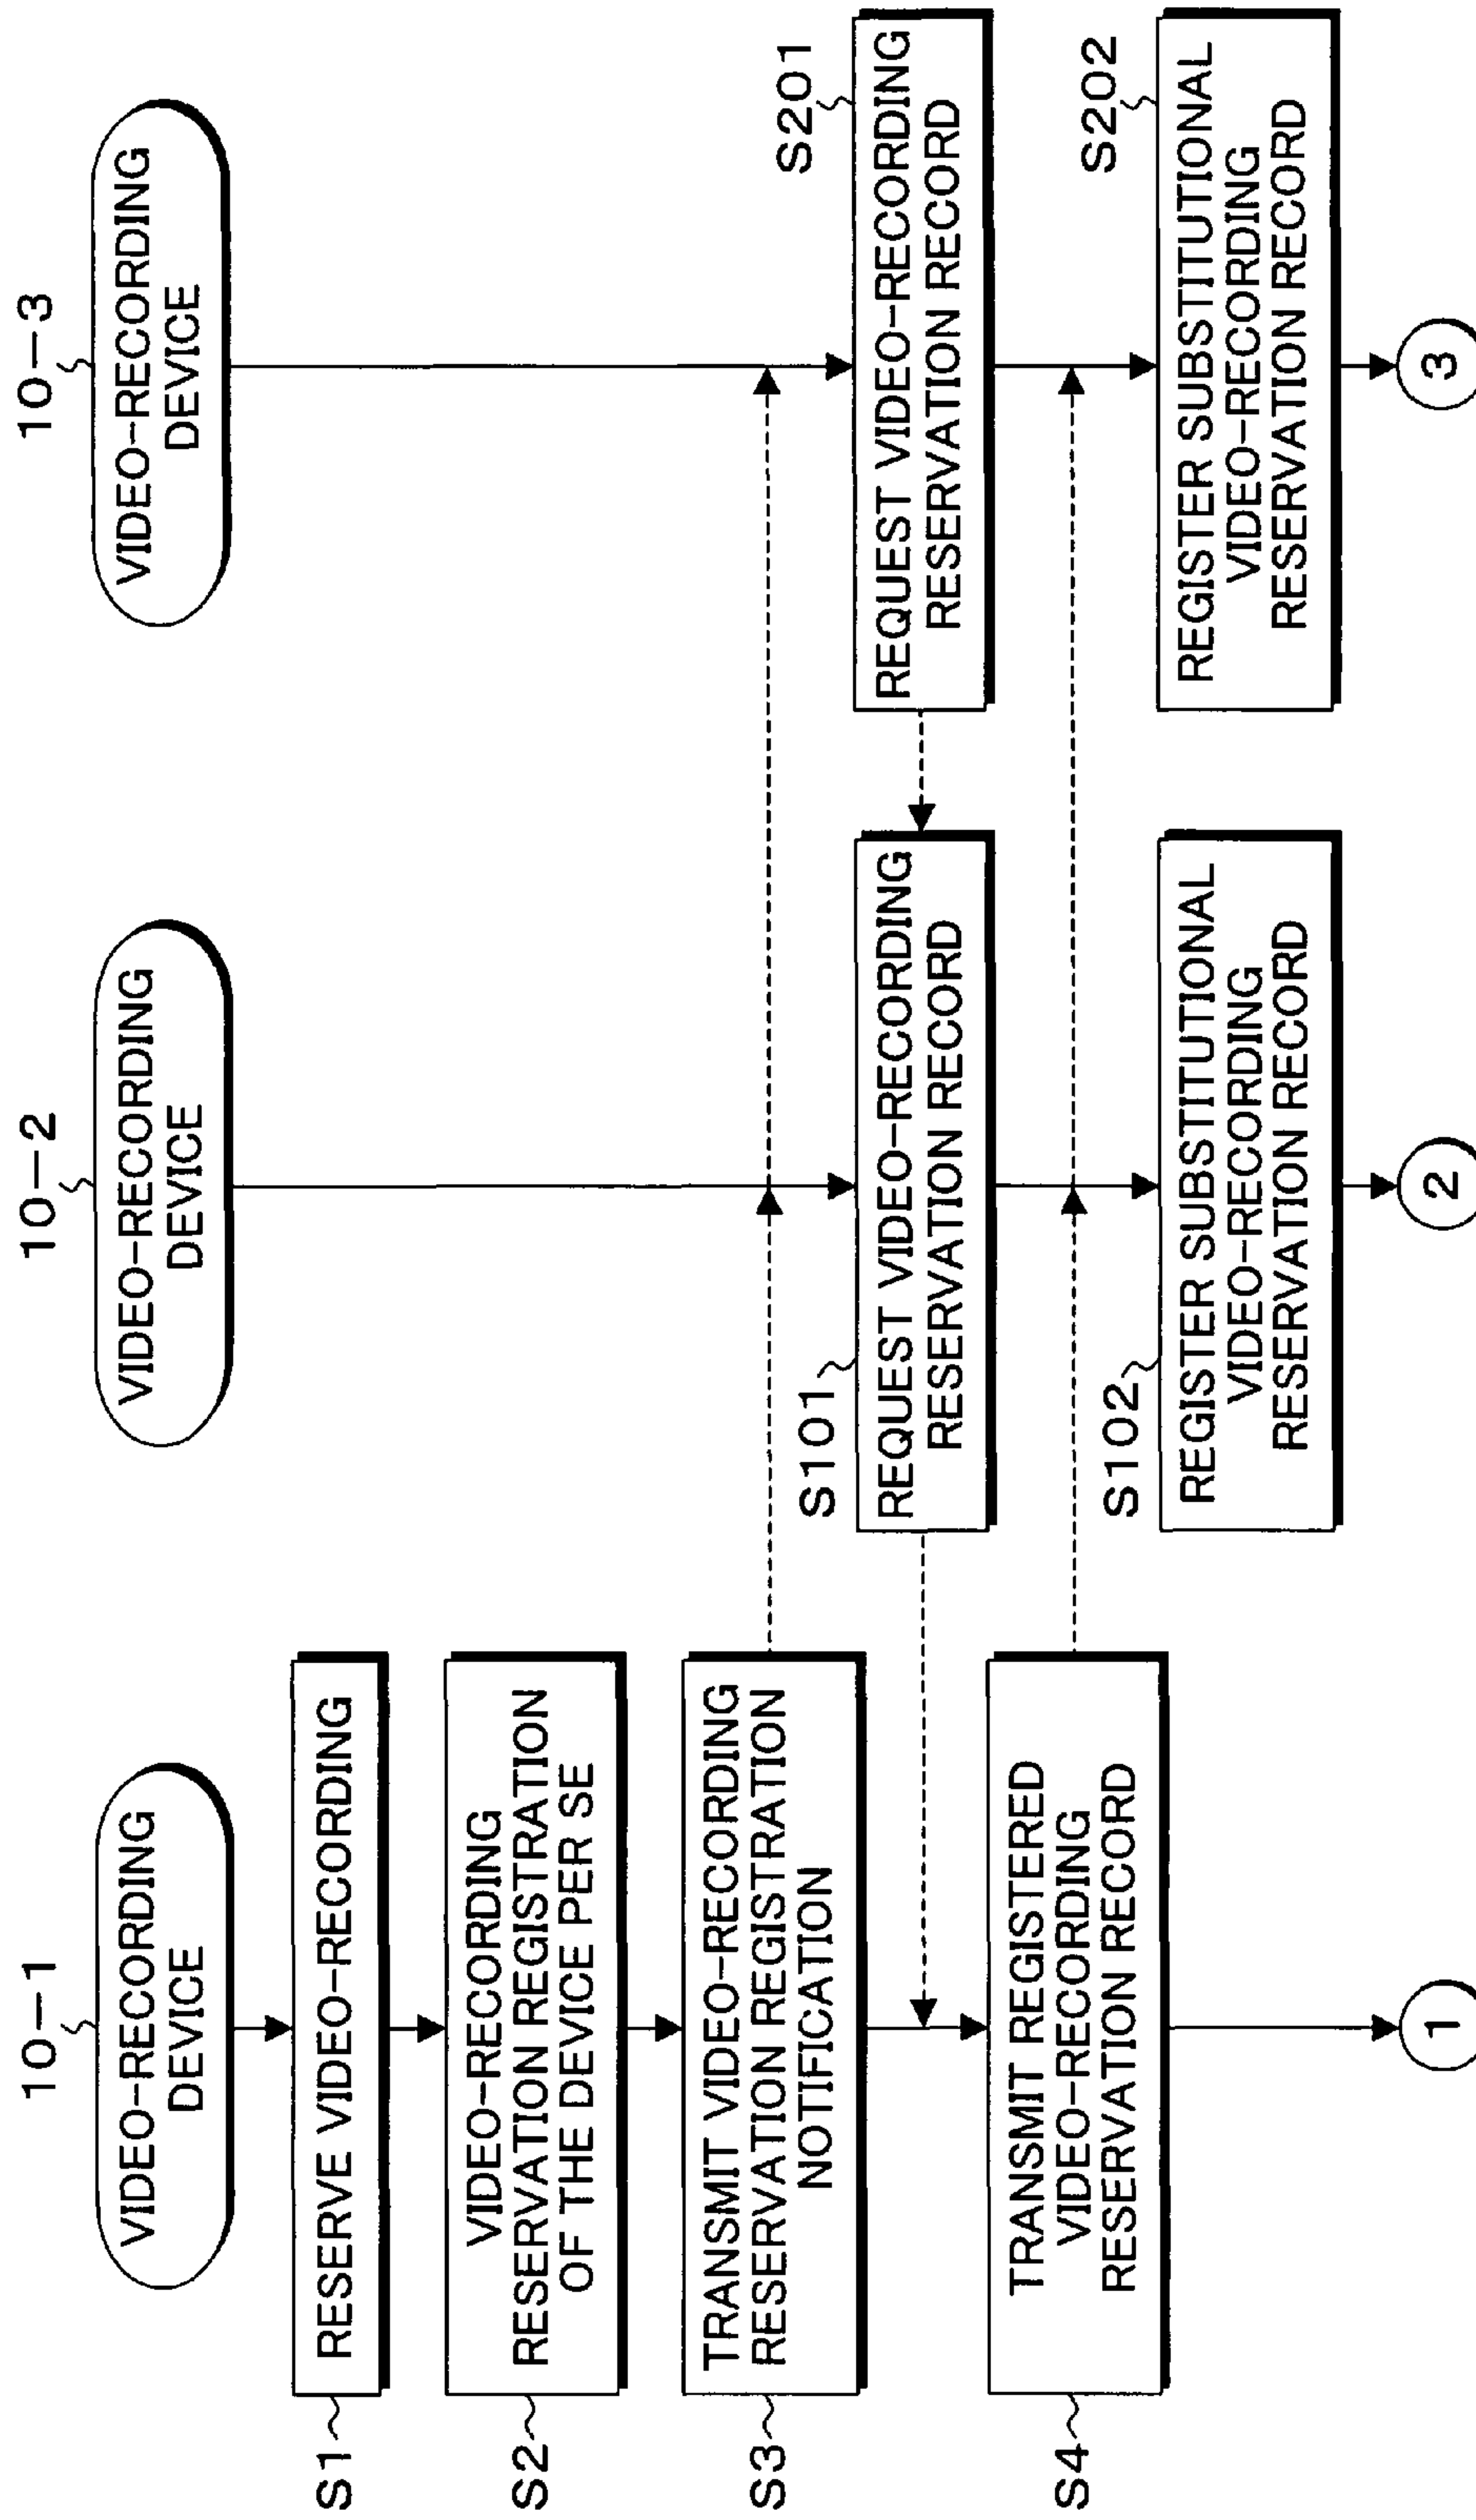 10-1
VIDEO-RECORDING
DEVICE
10-2
VIDEO-RECORDING
DEVICE
10-3
VIDEO-RECORDING
DEVICE
S1
RESERVE VIDEO-RECORDING
S2
VIDEO-RECORDING
RESERVATION REGISTRATION
OF THE DEVICE PER SE
S3
TRANSMIT VIDEO-RECORDING
RESERVATION REGISTRATION
NOTIFICATION
S101
REQUEST VIDEO-RECORDING
RESERVATION RECORD
S201
REQUEST VIDEO-RECORDING
RESERVATION RECORD
S4
TRANSMIT REGISTERED
VIDEO-RECORDING
RESERVATION RECORD
S102
REGISTER SUBSTITUTIONAL
VIDEO-RECORDING
RESERVATION RECORD
S202
REGISTER SUBSTITUTIONAL
VIDEO-RECORDING
RESERVATION RECORD
1
2
3